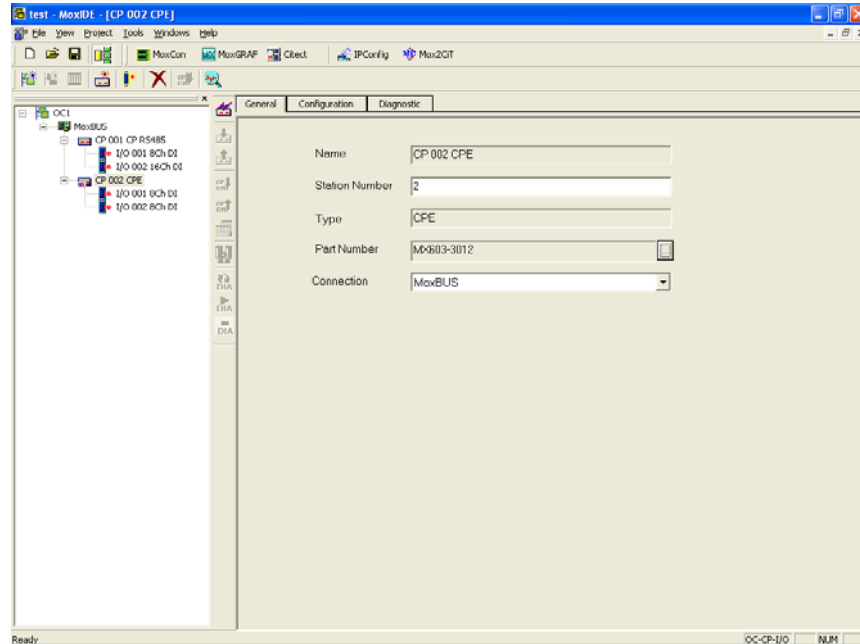 test - MoxIDE - [CP 002 CPE]
File View Project Tools Windows Help
MoxCon MoxGRAF Citect IPConfig Mox2CiT
General Configuration Diagnostic
OC1
MoxBUS
CP 001 CP RS485
I/O 001 8Ch DI
I/O 002 16Ch DI
CP 002 CPE
I/O 001 8Ch DI
I/O 002 8Ch DI
Name CP 002 CPE
Station Number 2
Type CPE
Part Number MX603-3012
Connection MoxBUS
DIA
DIA
DIA
Ready OC-CP-I/O NUM